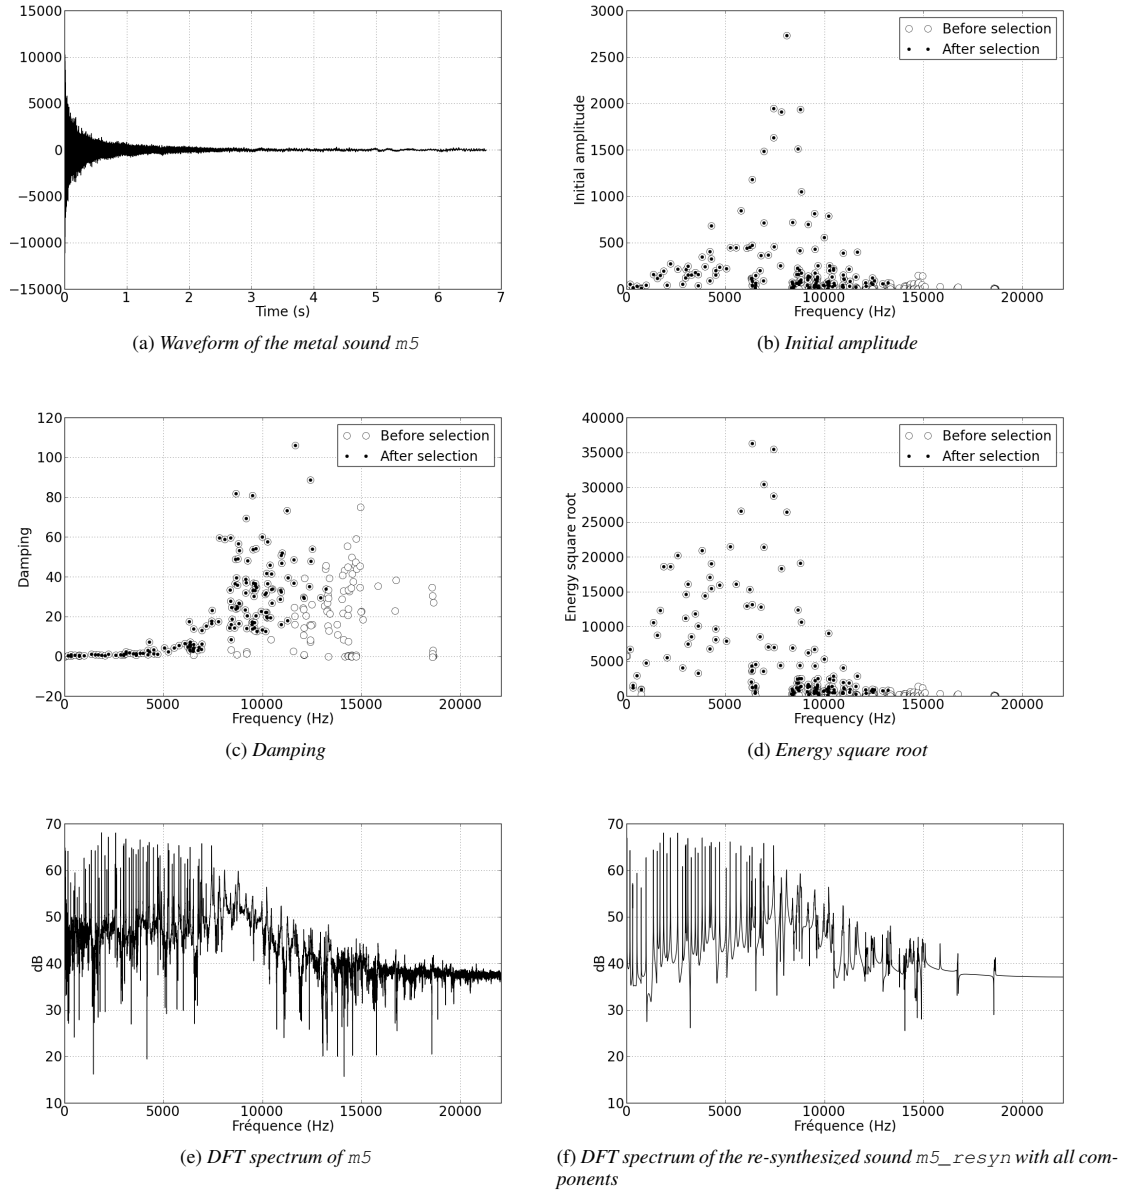 15000
10000
5000
0
−5000
−10000
−15000
0 1 2 3 4 5 6 7
Time (s)
(a) Waveform of the metal sound m5
3000
2500
2000
1500
1000
500
0
Initial amplitude
Before selection
After selection
0 5000 10000 15000 20000
Frequency (Hz)
(b) Initial amplitude
120
100
80
60
40
20
0
−20
Damping
Before selection
After selection
0 5000 10000 15000 20000
Frequency (Hz)
(c) Damping
40000
35000
30000
25000
20000
15000
10000
5000
0
Energy square root
Before selection
After selection
0 5000 10000 15000 20000
Frequency (Hz)
(d) Energy square root
70
60
50
40
30
20
10
dB
0 5000 10000 15000 20000
Fréquence (Hz)
(e) DFT spectrum of m5
70
60
50
40
30
20
10
dB
0 5000 10000 15000 20000
Fréquence (Hz)
(f) DFT spectrum of the re-synthesized sound m5_resyn with all com-
ponents